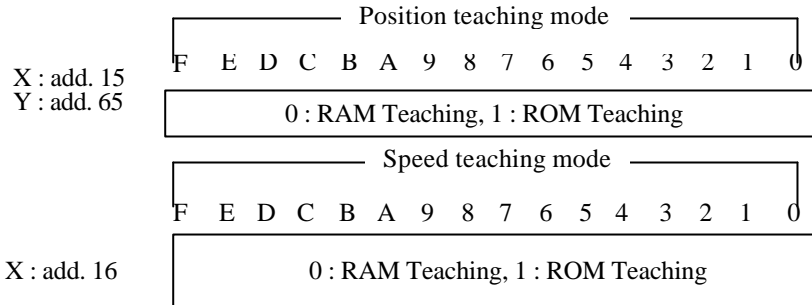 Position teaching mode
F E D C B A 9 8 7 6 5 4 3 2 1 0
X : add. 15
Y : add. 65
0 : RAM Teaching, 1 : ROM Teaching
Speed teaching mode
F E D C B A 9 8 7 6 5 4 3 2 1 0
X : add. 16
0 : RAM Teaching, 1 : ROM Teaching